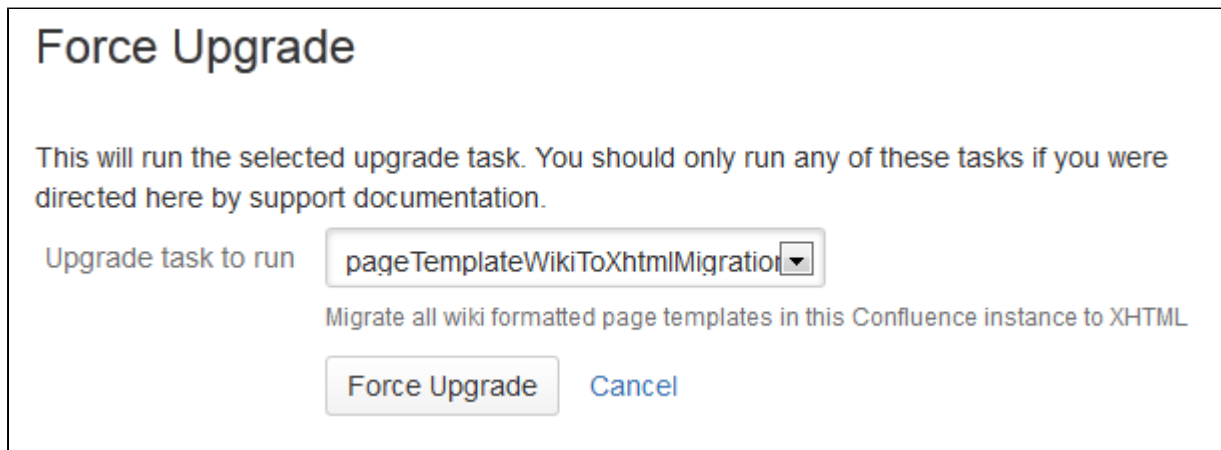 Force Upgrade
This will run the selected upgrade task. You should only run any of these tasks if you were
directed here by support documentation.
Upgrade task to run pageTemplateWikiToXhtmlMigration
Migrate all wiki formatted page templates in this Confluence instance to XHTML
Force Upgrade Cancel